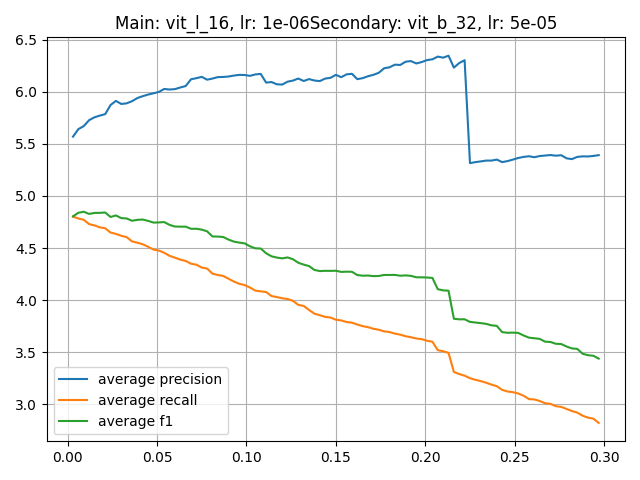 Main: vit_l_16, lr: 1e-06Secondary: vit_b_32, lr: 5e-05
6.5
6.0
5.5
5.0
4.5
4.0
3.5
3.0
average precision
average recall
average f1
0.00 0.05 0.10 0.15 0.20 0.25 0.30